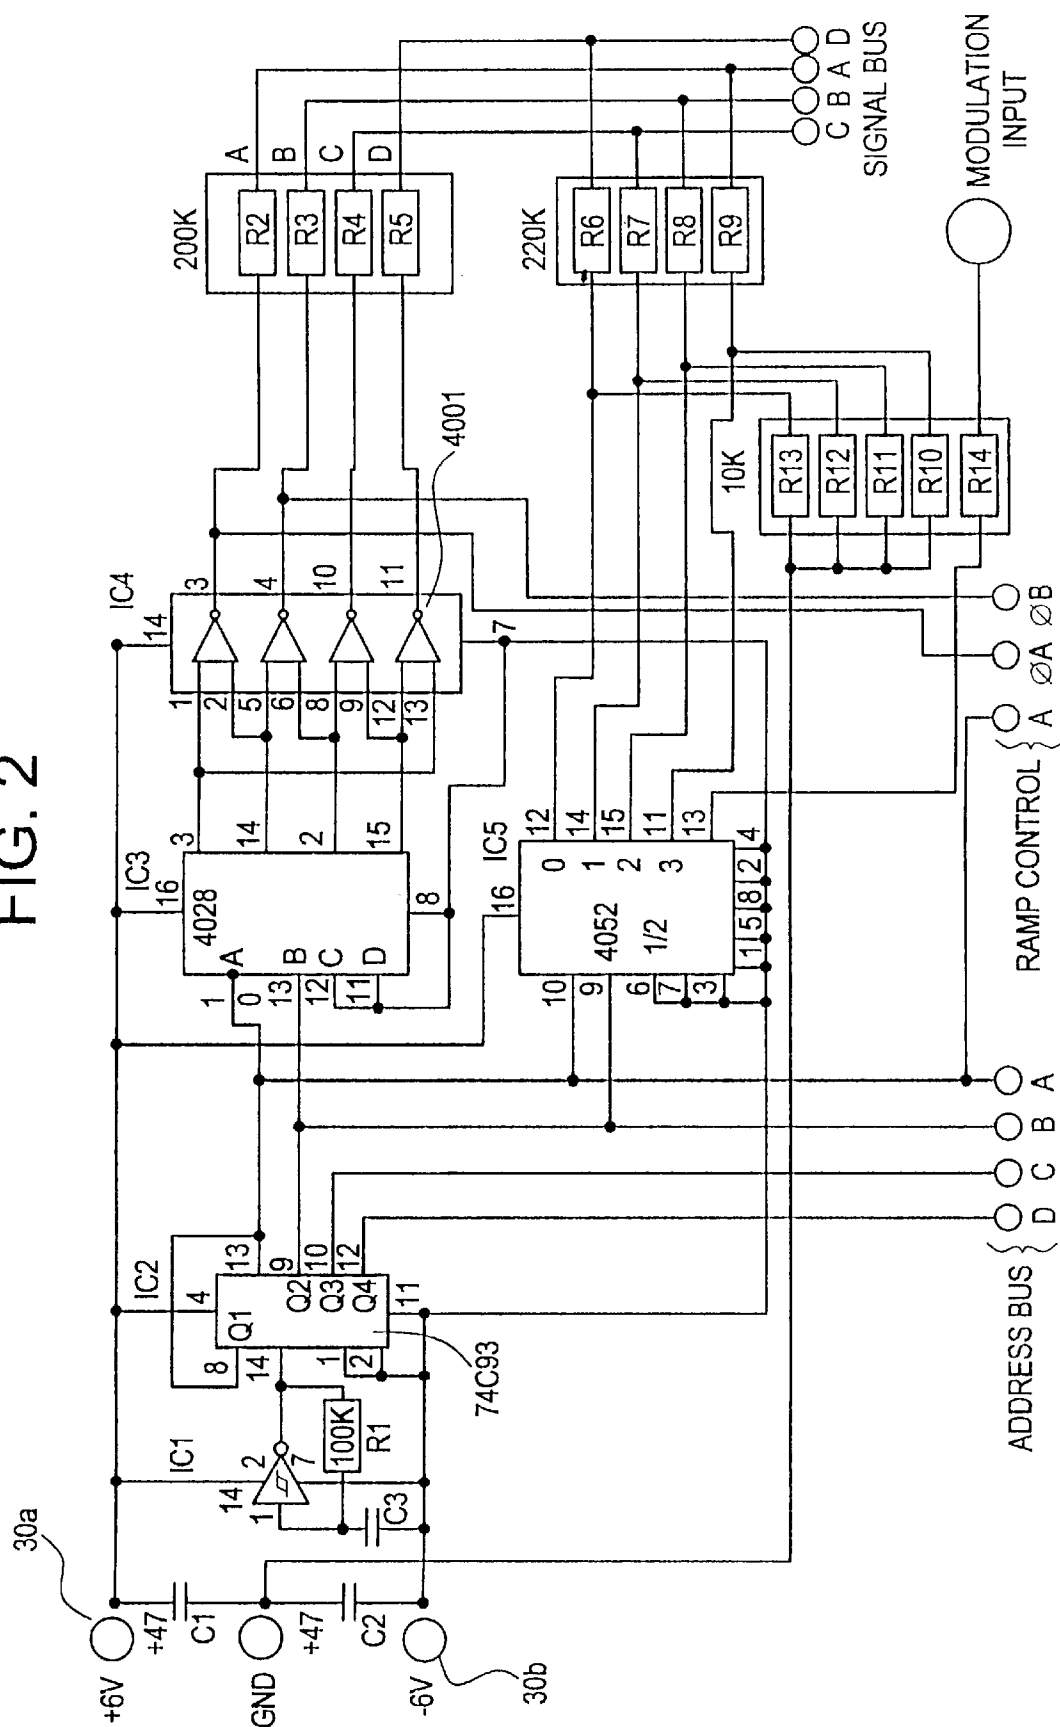 FIG. 2
30a
+6V
+47
C1
GND
+47
C2
-6V
30b
IC1
14
2
1
7
100K
R1
C3
IC2
4
8
Q1
13
14
9
Q2
10
Q3
12
Q4
1
2
11
74C93
IC3
16
4028
1
0
A
13
B
12
C
11
D
3
14
2
15
8
IC4
14
1
2
5
6
8
9
12
13
3
4
10
11
7
4001
200K
R2
R3
R4
R5
A
B
C
D
IC5
16
4052
1/2
10
9
6
7
3
0
1
2
3
12
14
15
11
13
1
5
8
2
4
220K
R6
R7
R8
R9
10K
R13
R12
R11
R10
R14
C B A D
SIGNAL BUS
MODULATION
INPUT
D C B A
ADDRESS BUS
A ØA ØB
RAMP CONTROL